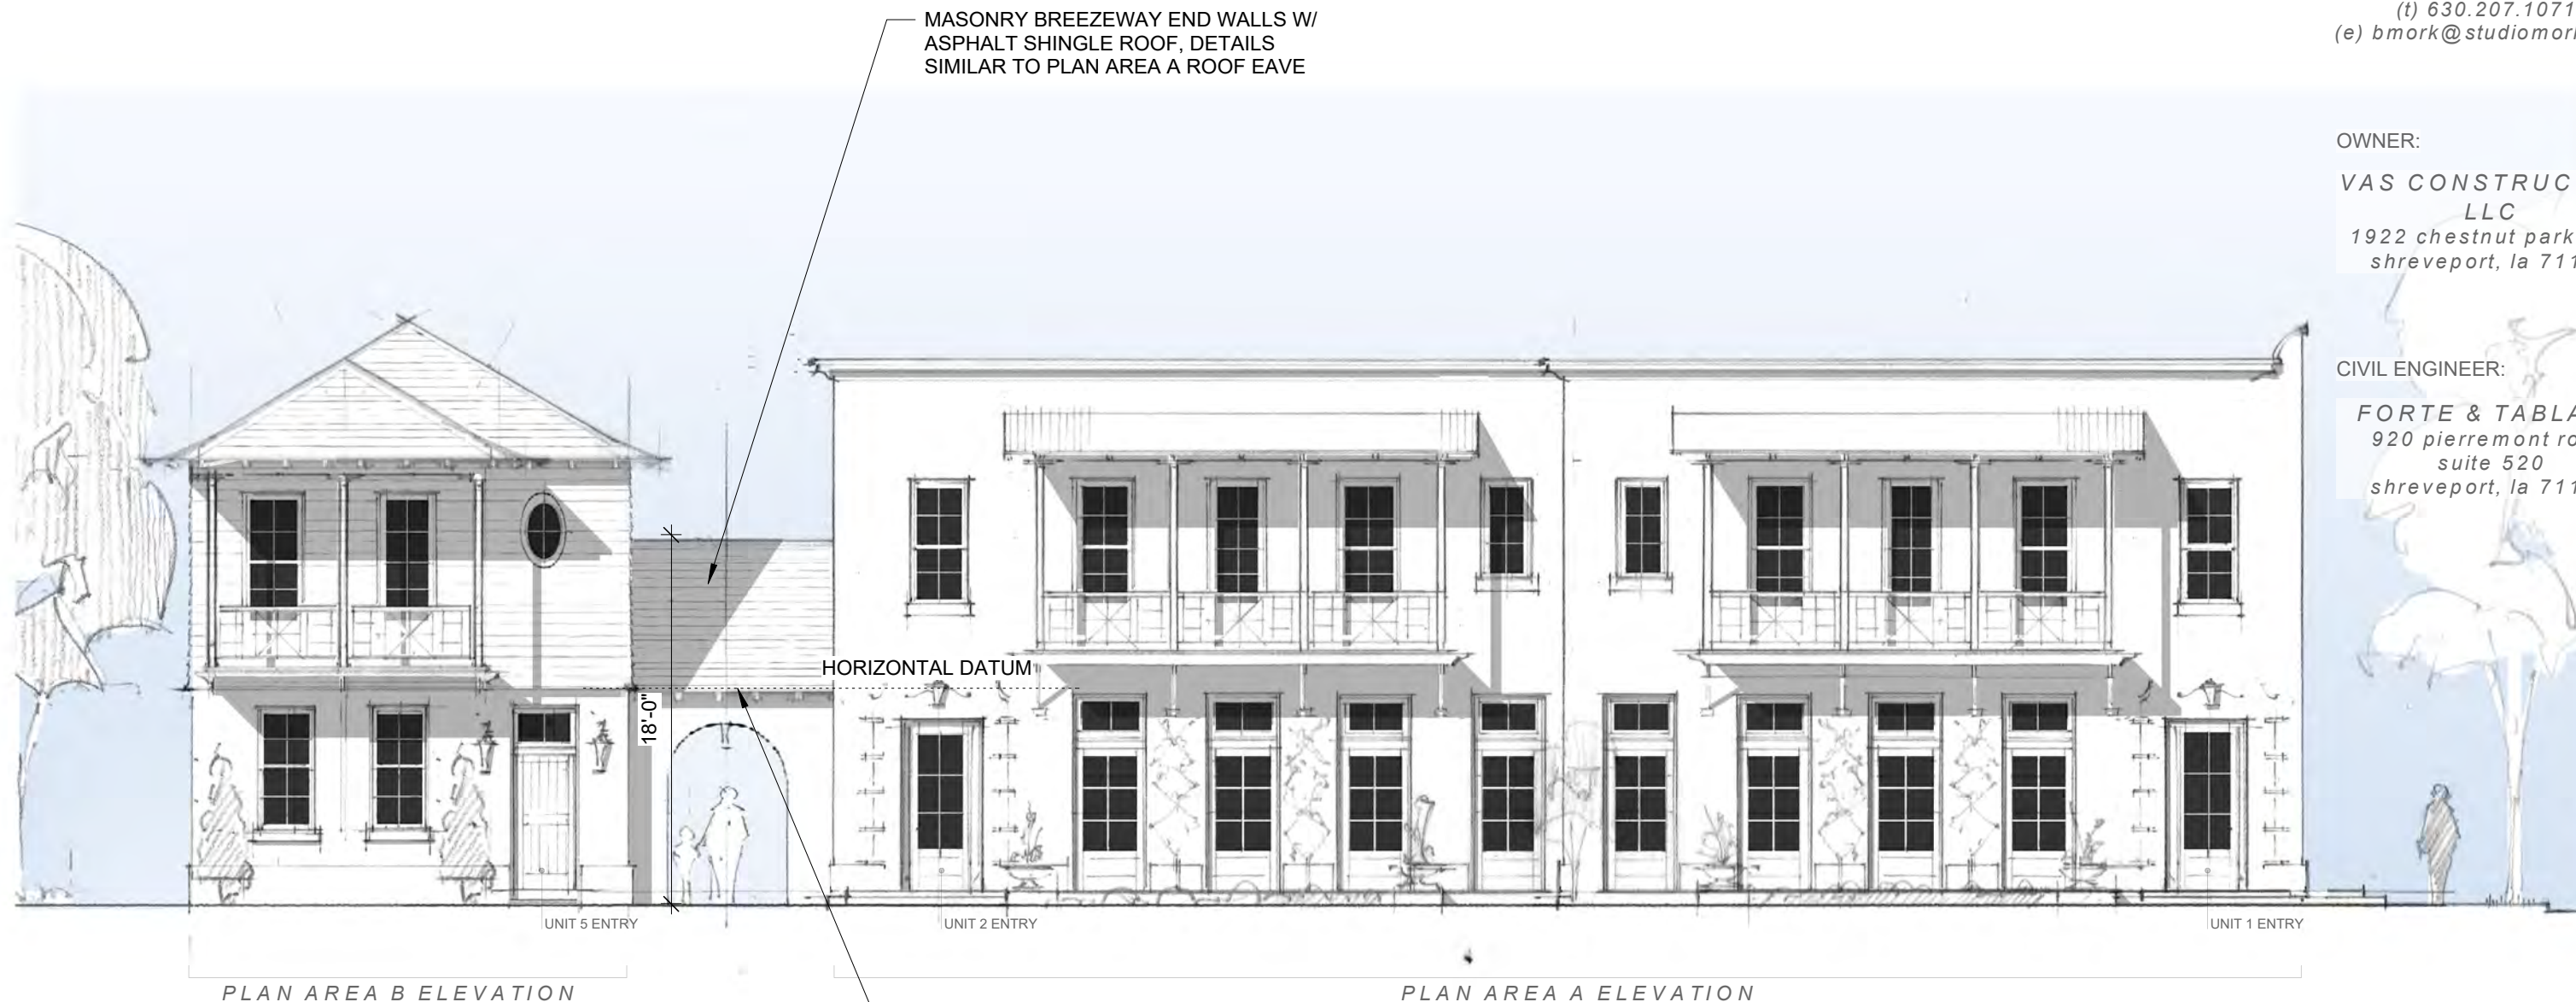 MASONRY BREEZEWAY END WALLS W/
ASPHALT SHINGLE ROOF, DETAILS
SIMILAR TO PLAN AREA A ROOF EAVE
(t) 630.207.1071
(e) bmork@studiomor
OWNER:
VAS CONSTRUC
LLC
1922 chestnut park
shreveport, la 711
CIVIL ENGINEER:
FORTE & TABLA
920 pierremont ro
suite 520
shreveport, la 711
HORIZONTAL DATUM
18'-0"
UNIT 5 ENTRY
UNIT 2 ENTRY
UNIT 1 ENTRY
PLAN AREA B ELEVATION
PLAN AREA A ELEVATION